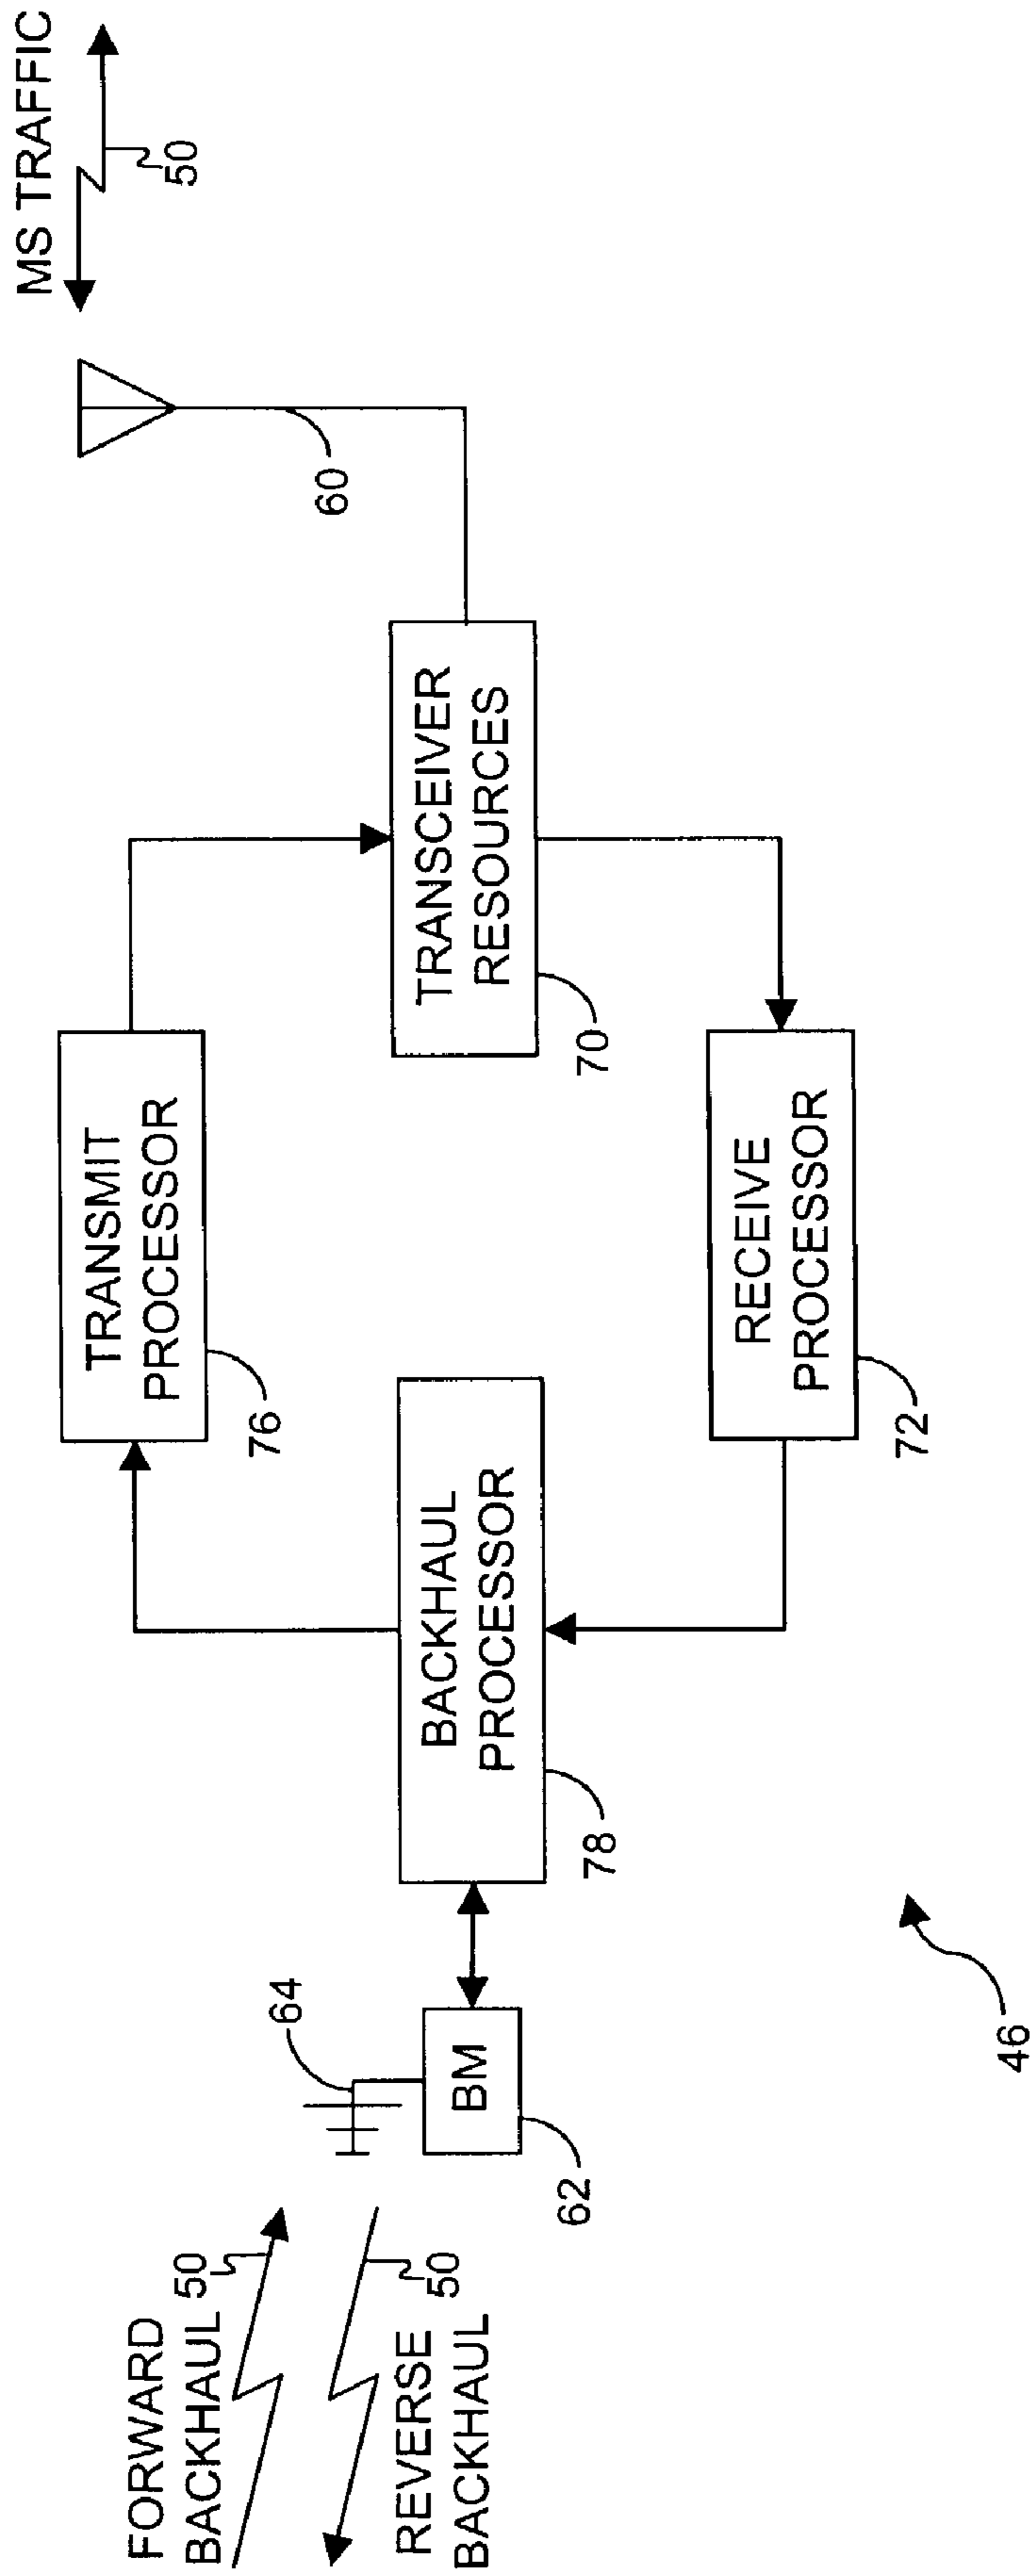 FORWARD
BACKHAUL
50
50
REVERSE
BACKHAUL
64
BM
62
BACKHAUL
PROCESSOR
78
TRANSMIT
PROCESSOR
76
RECEIVE
PROCESSOR
72
TRANSCEIVER
RESOURCES
70
60
MS TRAFFIC
50
46